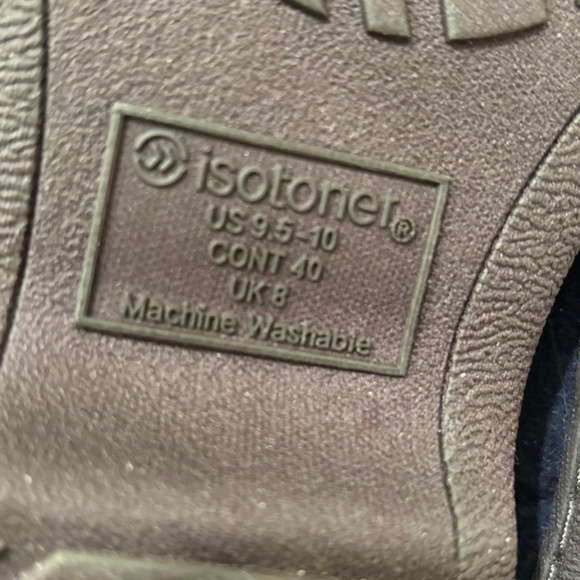 isotoner®
US 9.5-10
CONT 40
UK 8
Machine Washable